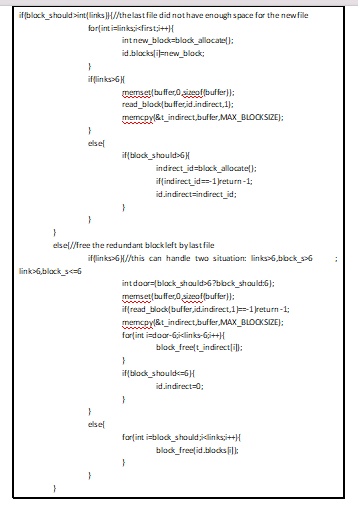 if(block_should>int(links)){//the last file did not have enough space for the new file
for(int i=links;i<first;i++){
int new_block=block_allocate();
id.blocks[i]=new_block;
}
if(links>6){
memset(buffer,0,sizeof(buffer));
read_block(buffer,id.indirect,1);
memcpy(&t_indirect,buffer,MAX_BLOCKSIZE);
}
else{
if(block_should>6){
indirect_id=block_allocate();
if(indirect_id==-1)return -1;
id.indirect=indirect_id;
}
}
}
else{//free the redundant block left by last file
if(links>6){//this can handle two situation: links>6,block_s>6 ;
link>6,block_s<=6
int door=(block_should>6?block_should:6);
memset(buffer,0,sizeof(buffer));
if(read_block(buffer,id.indirect,1)==-1)return -1;
memcpy(&t_indirect,buffer,MAX_BLOCKSIZE);
for(int i=door-6;i<links-6;i++){
block_free(t_indirect[i]);
}
if(block_should<=6){
id.indirect=0;
}
}
else{
for(int i=block_should;i<links;i++){
block_free(id.blocks[i]);
}
}
}